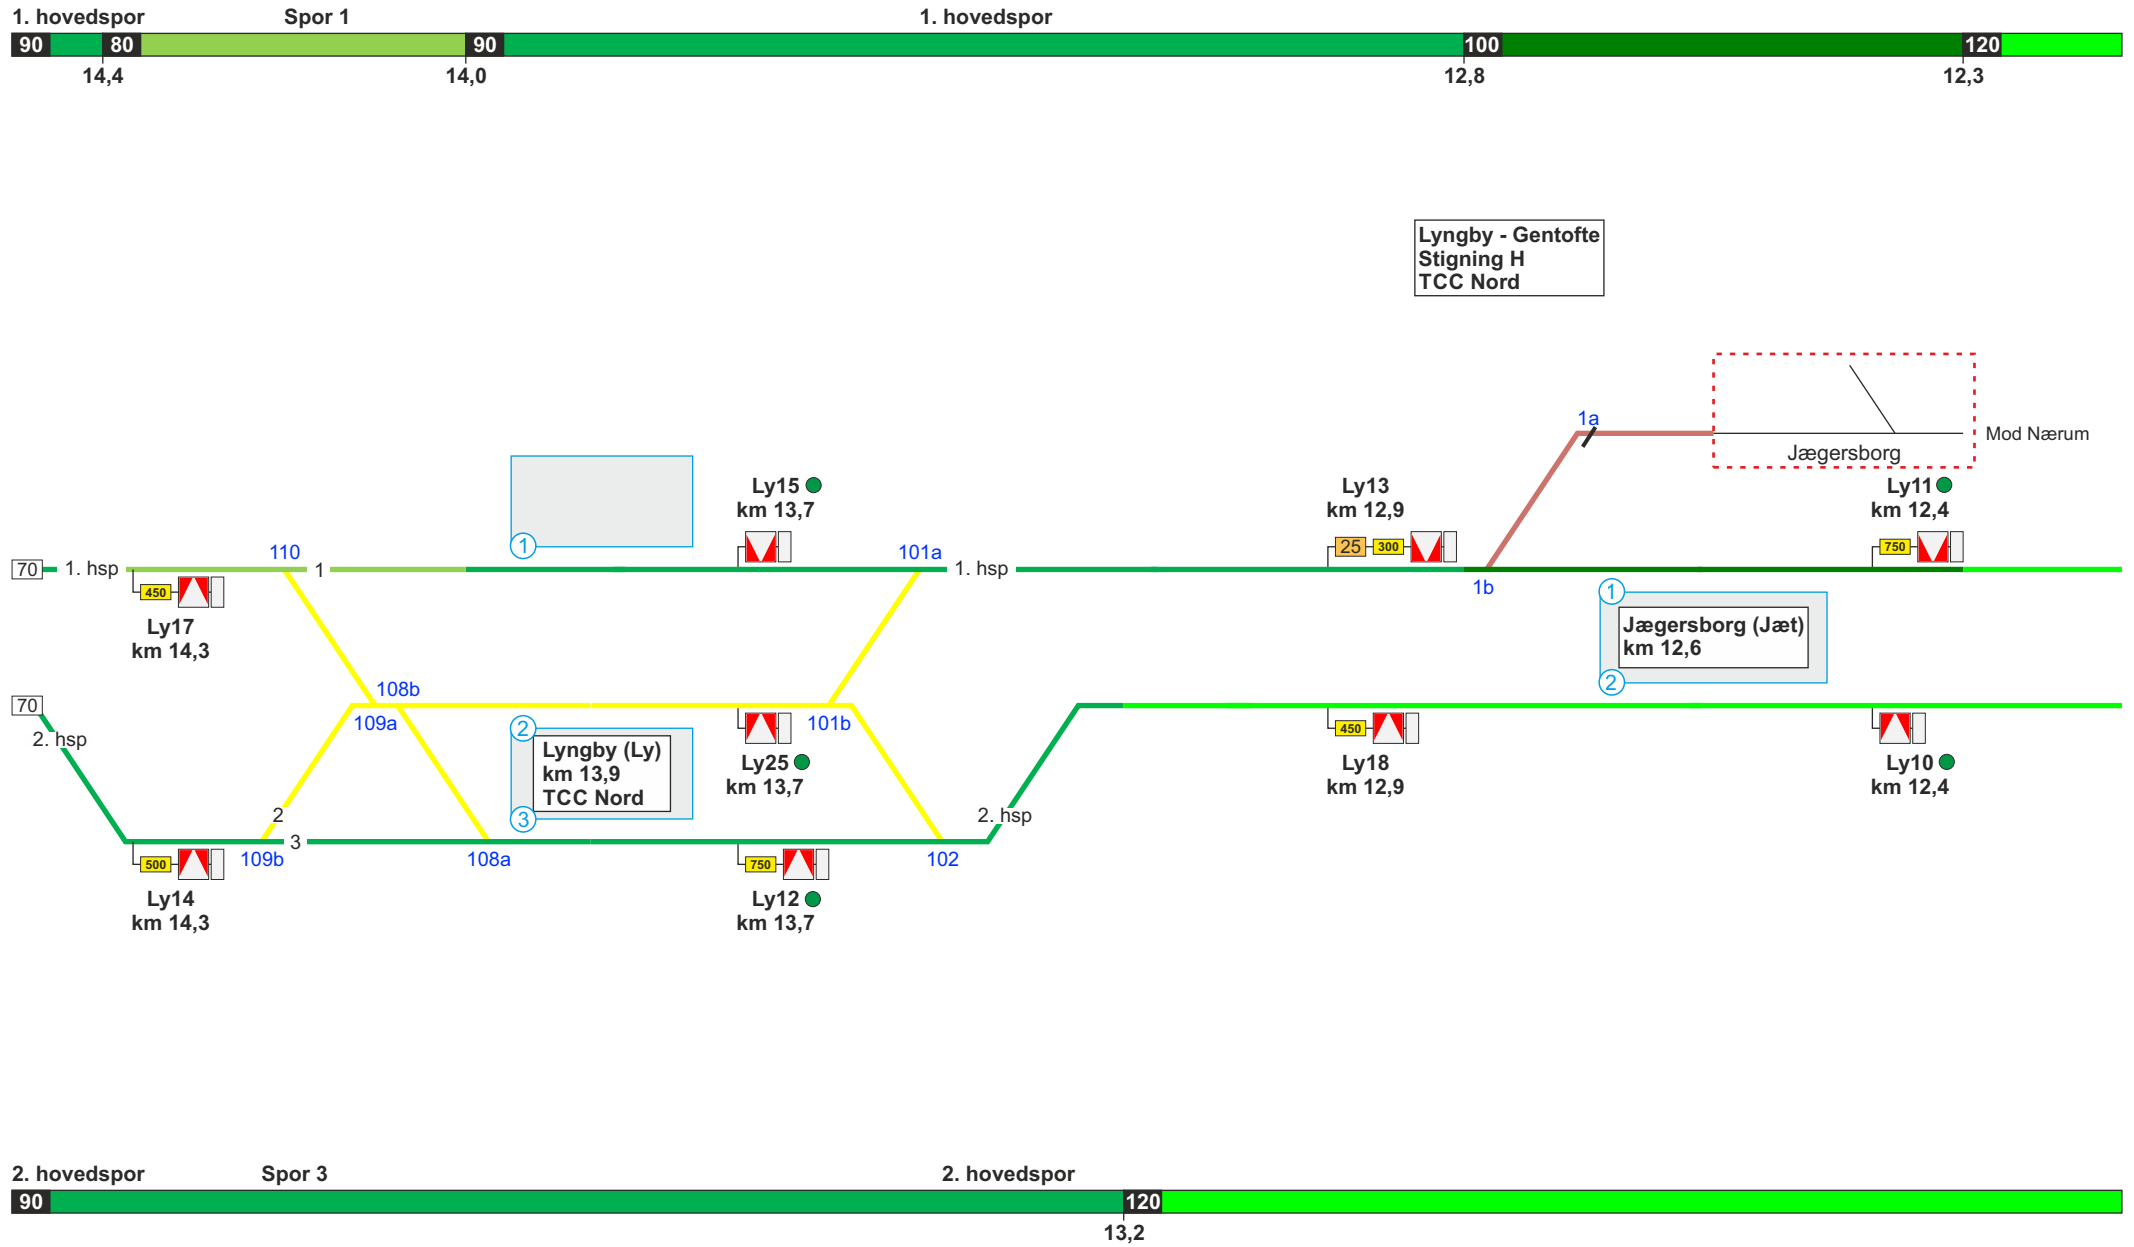 1. hovedspor
Spor 1
1. hovedspor
90
80
90
100
120
14,4
14,0
12,8
12,3
Lyngby - Gentofte
Stigning H
TCC Nord
1a
Mod Nærum
Jægersborg
Ly15
km 13,7
Ly13
km 12,9
Ly11
km 12,4
1
110
101a
25
300
750
70
1. hsp
1
1. hsp
1b
450
Ly17
km 14,3
1
Jægersborg (Jæt)
km 12,6
2
70
2. hsp
108b
109a
101b
2
Lyngby (Ly)
km 13,9
TCC Nord
3
Ly25
km 13,7
450
Ly18
km 12,9
Ly10
km 12,4
2
3
2. hsp
109b
108a
102
500
Ly14
km 14,3
750
Ly12
km 13,7
2. hovedspor
Spor 3
2. hovedspor
90
120
13,2